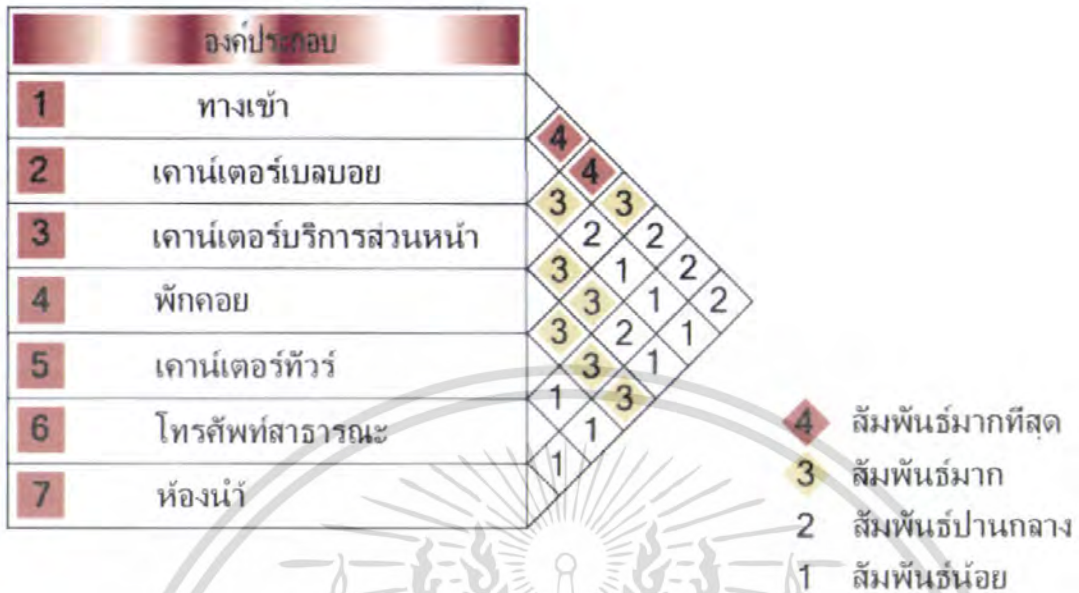 องค์ประกอบ
1 ทางเข้า
2 เคาน์เตอร์เบลบอย
3 เคาน์เตอร์บริการส่วนหน้า
4 พักคอย
5 เคาน์เตอร์ทัวร์
6 โทรศัพท์สาธารณะ
7 ห้องน้ำ
4
4
3 3
2 2
3 1 2
3 1 2
3 2 1
3 1
1 3
1
1
4 สัมพันธ์มากที่สุด
3 สัมพันธ์มาก
2 สัมพันธ์ปานกลาง
1 สัมพันธ์น้อย